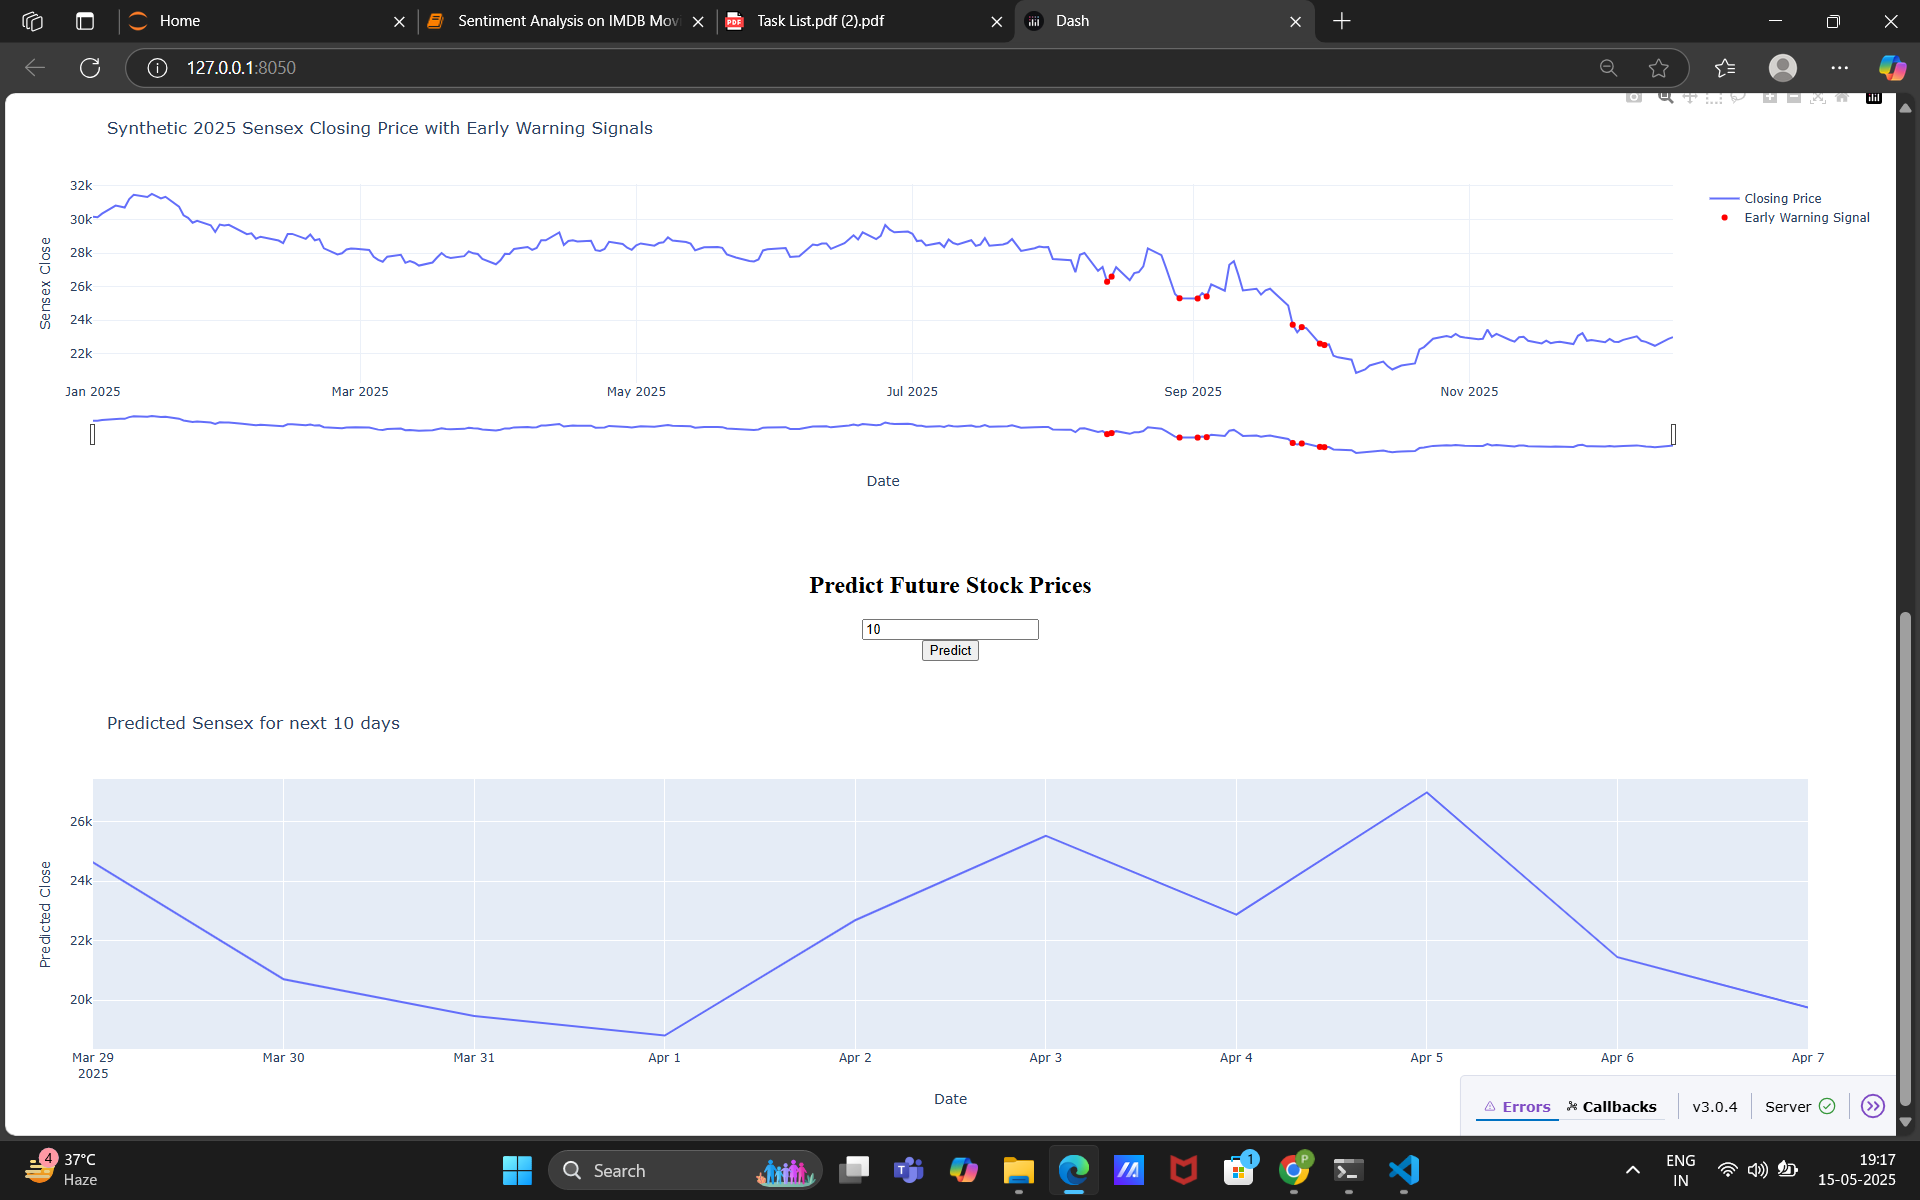 Home
Sentiment Analysis on IMDB Movi
Task List.pdf (2).pdf
Dash
127.0.0.1:8050
Synthetic 2025 Sensex Closing Price with Early Warning Signals
32k
30k
28k
26k
24k
22k
Sensex Close
Closing Price
Early Warning Signal
Jan 2025
Mar 2025
May 2025
Jul 2025
Sep 2025
Nov 2025
Date
Predict Future Stock Prices
10
Predict
Predicted Sensex for next 10 days
26k
24k
22k
20k
Predicted Close
Mar 29
2025
Mar 30
Mar 31
Apr 1
Apr 2
Apr 3
Apr 4
Apr 5
Apr 6
Apr 7
Date
Errors
Callbacks
v3.0.4
Server
4
37°C
Haze
Search
1
P
ENG
IN
19:17
15-05-2025